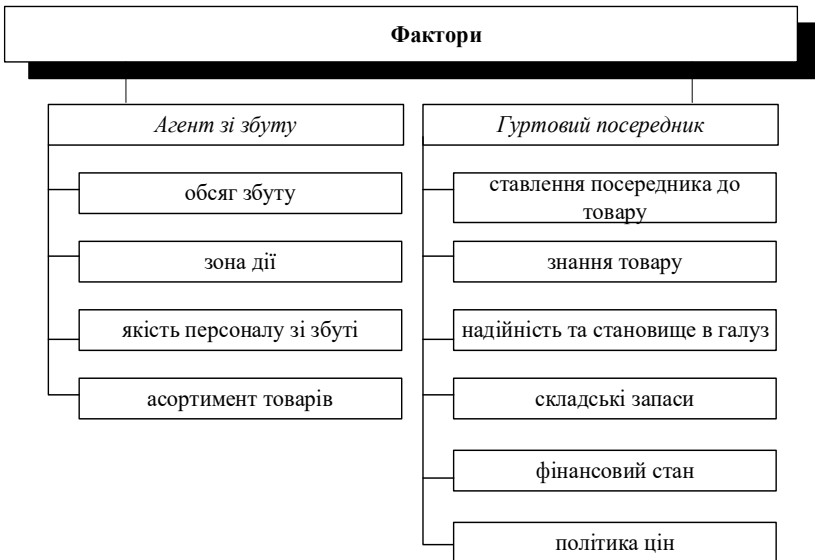 Фактори
Агент зі збуту
обсяг збуту
зона дії
якість персоналу зі збуті
асортимент товарів
Гуртовий посередник
ставлення посередника до
товару
знання товару
надійність та становище в галуз
складські запаси
фінансовий стан
політика цін